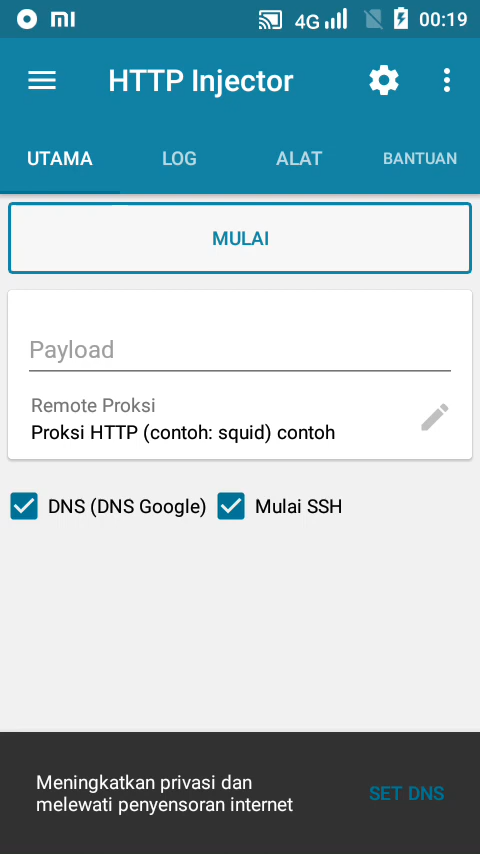 4G 00:19
HTTP Injector
UTAMA LOG ALAT BANTUAN
MULAI
Payload
Remote Proksi
Proksi HTTP (contoh: squid) contoh
DNS (DNS Google) Mulai SSH
Meningkatkan privasi dan
melewati penyensoran internet
SET DNS